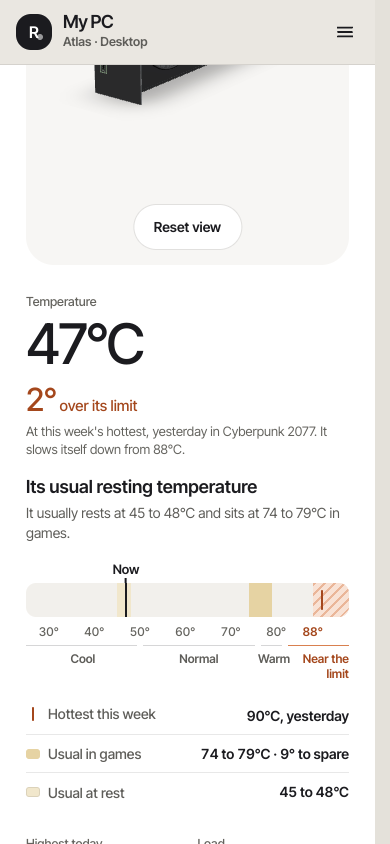 R
My PC
Atlas · Desktop
Reset view
Temperature
47°C
2° over its limit
At this week's hottest, yesterday in Cyberpunk 2077. It
slows itself down from 88°C.
Its usual resting temperature
It usually rests at 45 to 48°C and sits at 74 to 79°C in
games.
Now
30° 40° 50° 60° 70° 80° 88°
Cool Normal Warm Near the
limit
Hottest this week 90°C, yesterday
Usual in games 74 to 79°C · 9° to spare
Usual at rest 45 to 48°C
Highest today Load